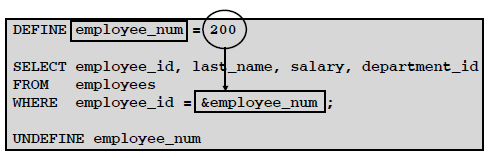 DEFINE employee_num = 200
SELECT employee_id, last_name, salary, department_id
FROM employees
WHERE employee_id = &employee_num ;
UNDEFINE employee_num